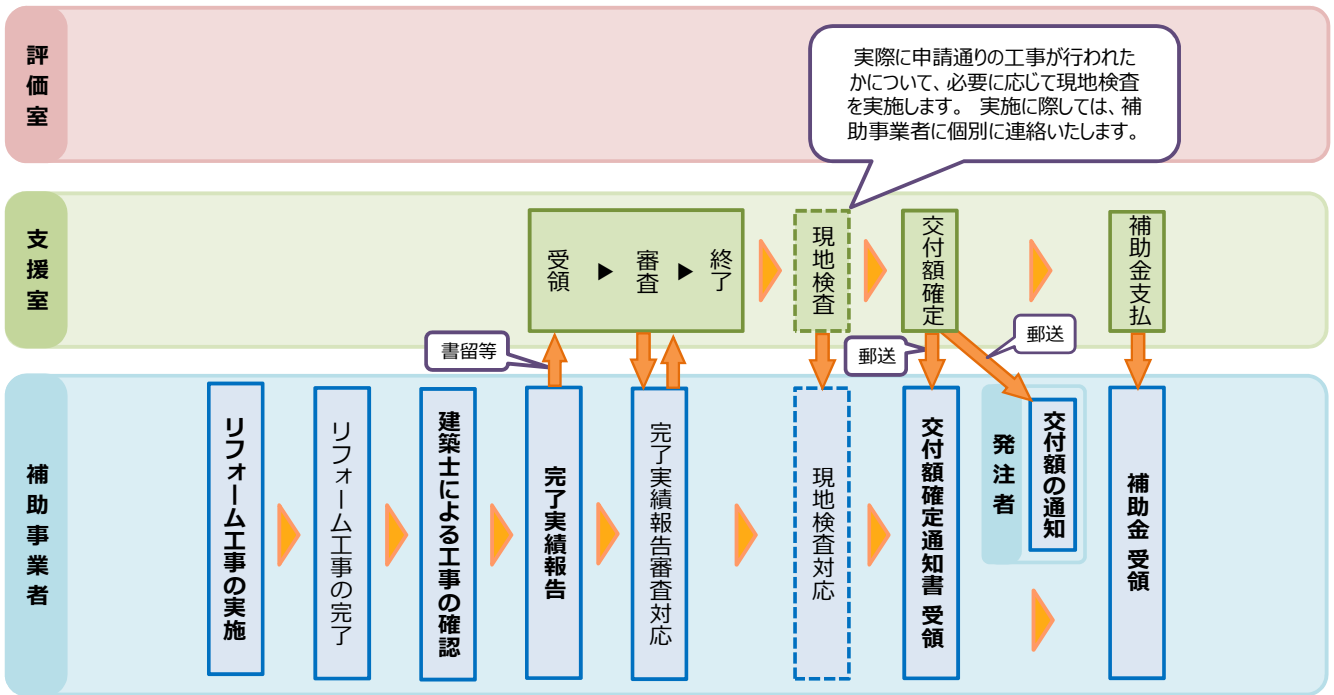 評価室
実際に申請通りの工事が行われた
かについて、必要に応じて現地検査
を実施します。 実施に際しては、補
助事業者に個別に連絡いたします。
支援室
受領 ▶ 審査 ▶ 終了
現地検査
交付額確定
補助金支払
書留等
郵送
郵送
補助事業者
リフォーム工事の実施
リフォーム工事の完了
建築士による工事の確認
完了実績報告
完了実績報告審査対応
現地検査対応
交付額確定通知書 受領
発注者
交付額の通知
補助金 受領